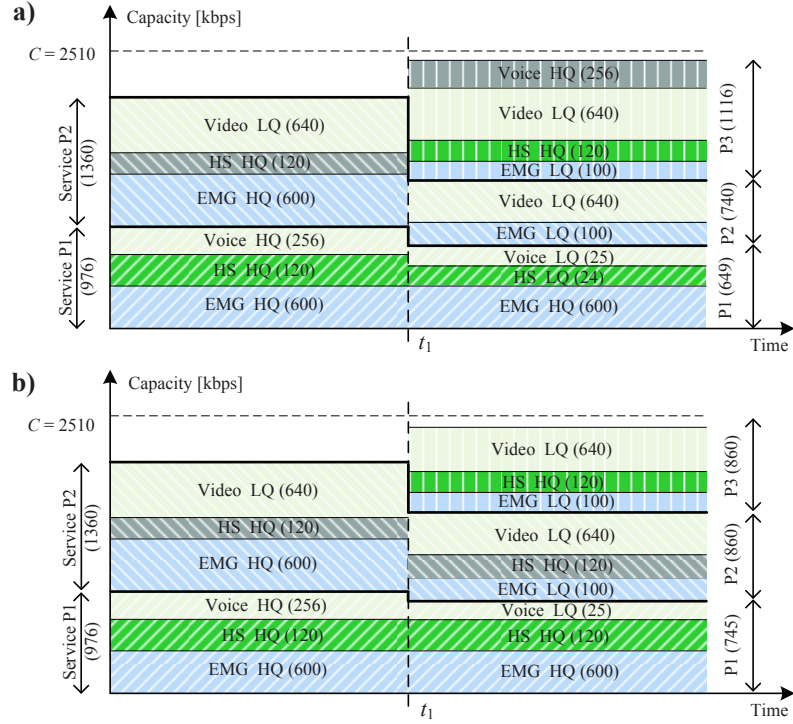 a)
Capacity [kbps]
C = 2510
Voice HQ (256)
Video LQ (640)
Video LQ (640)
HS HQ (120)
HS HQ (120)
EMG LQ (100)
EMG HQ (600)
Video LQ (640)
EMG LQ (100)
Voice HQ (256)
Voice LQ (25)
HS HQ (120)
HS LQ (24)
EMG HQ (600)
EMG HQ (600)
Service P2
(1360)
Service P1
(976)
P3 (1116)
P2 (740)
P1 (649)
t1
Time
b)
Capacity [kbps]
C = 2510
Video LQ (640)
Video LQ (640)
HS HQ (120)
EMG LQ (100)
HS HQ (120)
Video LQ (640)
EMG HQ (600)
HS HQ (120)
EMG LQ (100)
Voice HQ (256)
Voice LQ (25)
HS HQ (120)
HS HQ (120)
EMG HQ (600)
EMG HQ (600)
Service P2
(1360)
Service P1
(976)
P3 (860)
P2 (860)
P1 (745)
t1
Time